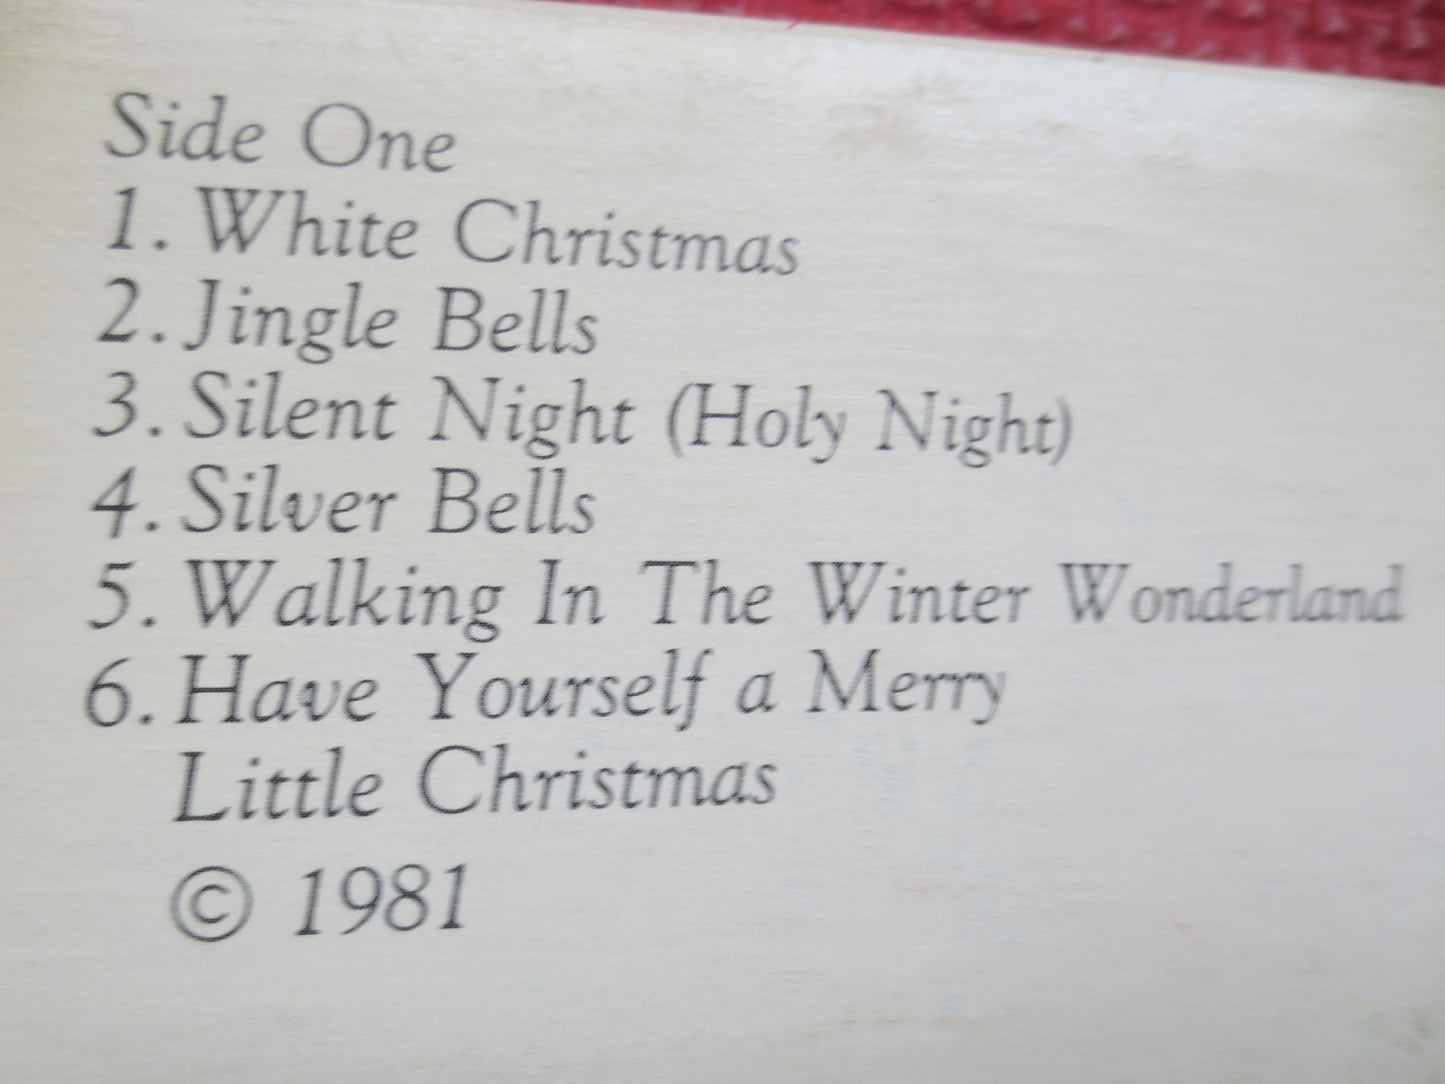 Side One
1. White Christmas
2. Jingle Bells
3. Silent Night (Holy Night)
4. Silver Bells
5. Walking In The Winter Wonderland
6. Have Yourself a Merry
Little Christmas
© 1981